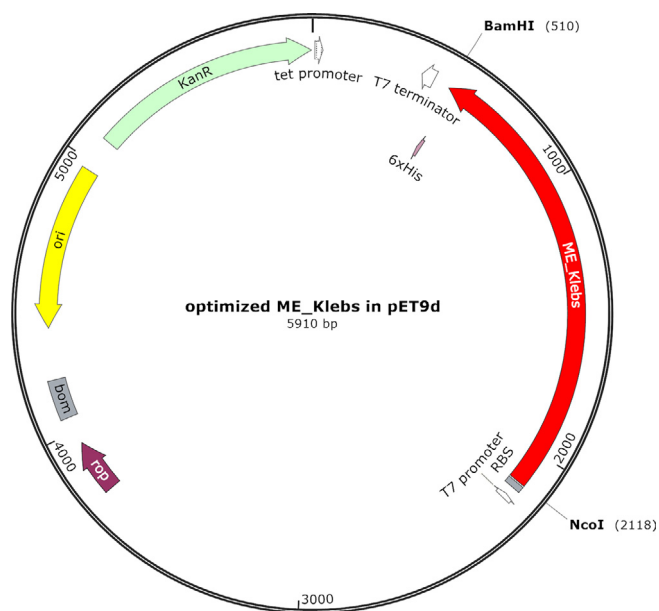 BamHI (510)
KanR
tet promoter
T7 terminator
6xHis
1000
ME_Klebs
5000
ori
optimized ME_Klebs in pET9d
5910 bp
bom
4000
rop
T7 promoter
RBS
2000
NcoI (2118)
3000